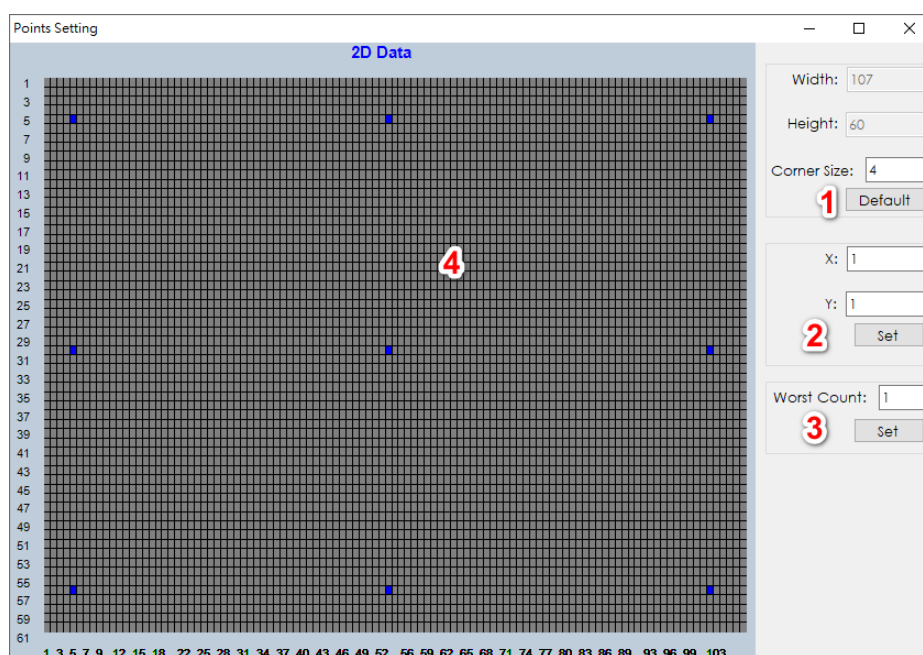 Points Setting
2D Data
1
3
5
7
9
11
13
15
17
19
21
23
25
27
29
31
33
35
37
39
41
43
45
47
49
51
53
55
57
59
61
1 3 5 7 9 12 15 18 22 25 28 31 34 37 40 43 46 49 52 56 59 62 65 68 71 74 77 80 83 86 89 93 96 99 103
4
Width: 107
Height: 60
Corner Size: 4
1 Default
X: 1
Y: 1
2 Set
Worst Count: 1
3 Set